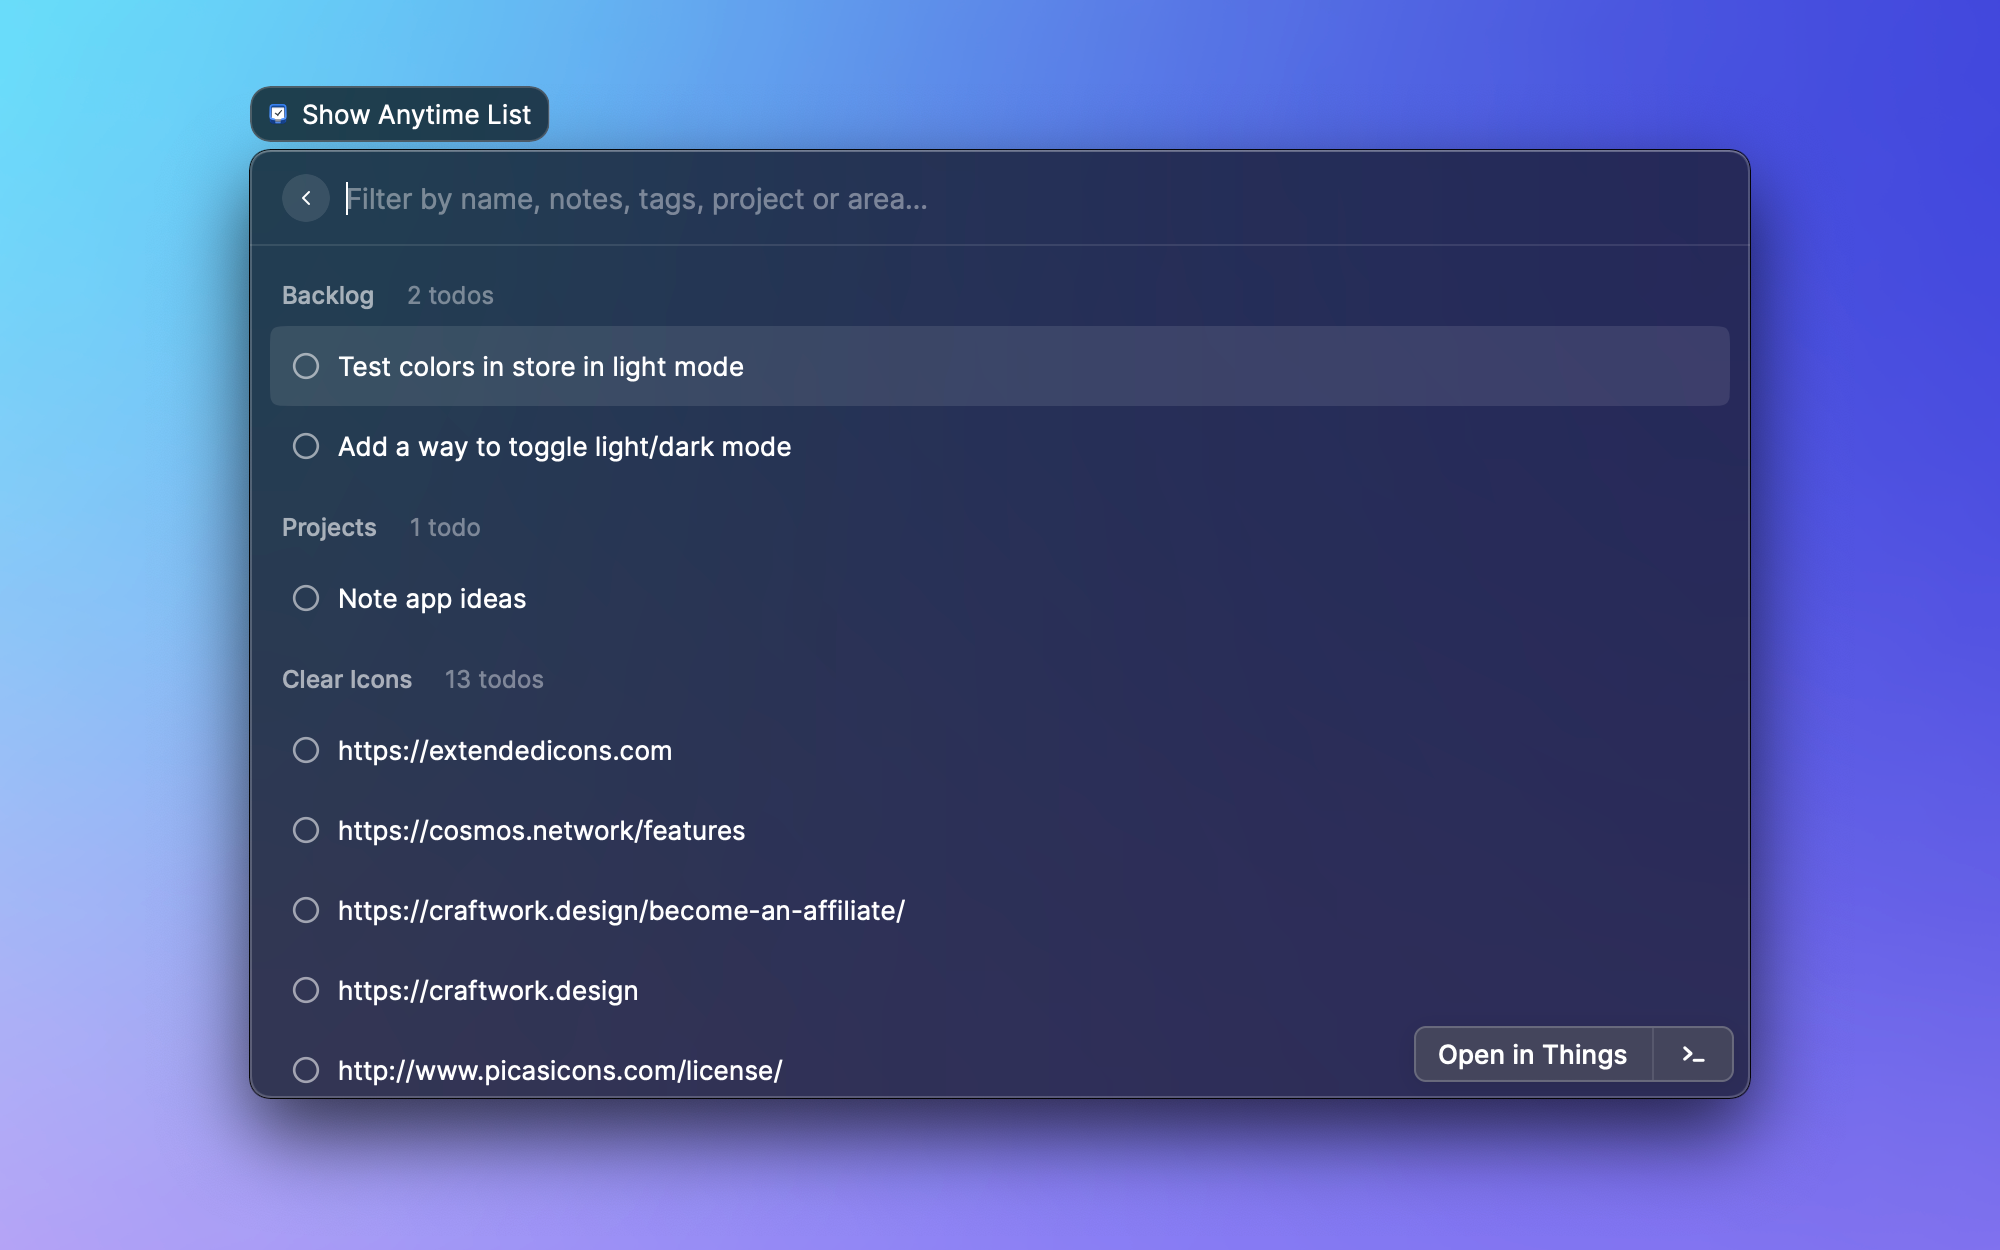 Show Anytime List
Filter by name, notes, tags, project or area...
Backlog 2 todos
Test colors in store in light mode
Add a way to toggle light/dark mode
Projects 1 todo
Note app ideas
Clear Icons 13 todos
https://extendedicons.com
https://cosmos.network/features
https://craftwork.design/become-an-affiliate/
https://craftwork.design
http://www.picasicons.com/license/
Open in Things